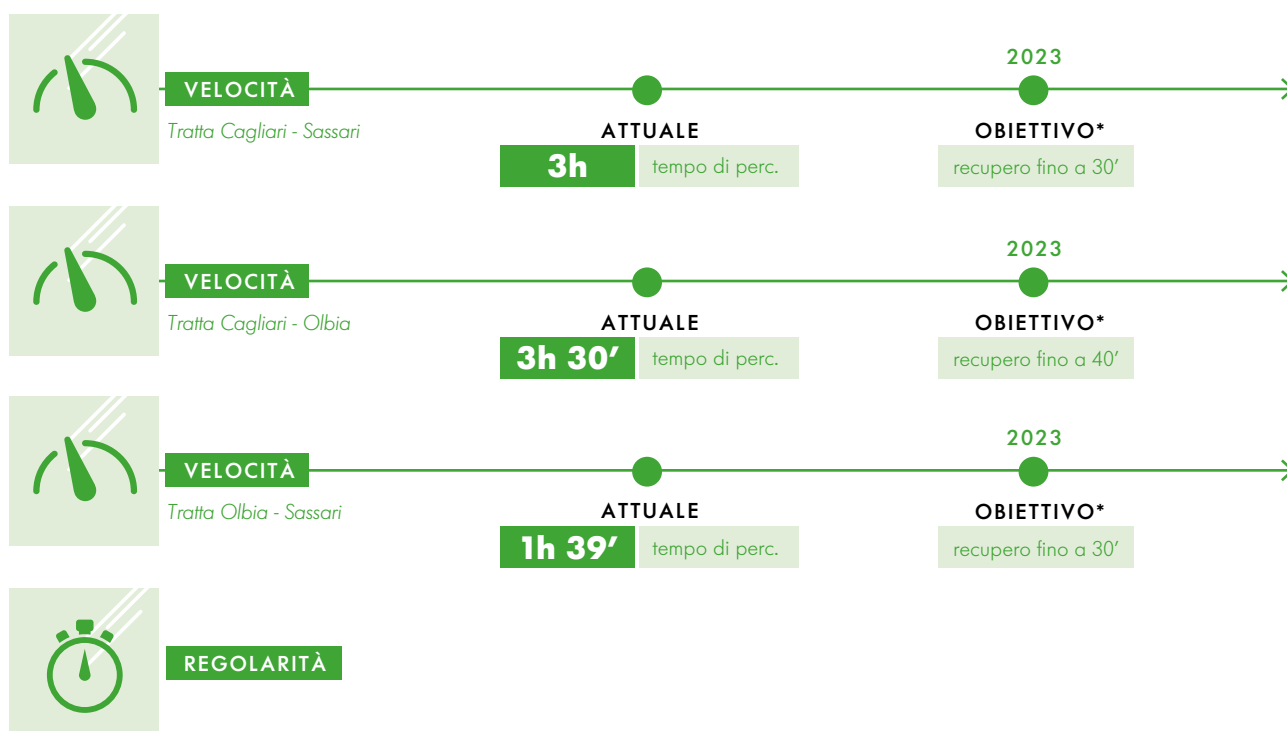 2023
VELOCITÀ
Tratta Cagliari - Sassari
ATTUALE
OBIETTIVO*
3h
tempo di perc.
recupero fino a 30’
2023
VELOCITÀ
Tratta Cagliari - Olbia
ATTUALE
OBIETTIVO*
3h 30’
tempo di perc.
recupero fino a 40’
2023
VELOCITÀ
Tratta Olbia - Sassari
ATTUALE
OBIETTIVO*
1h 39’
tempo di perc.
recupero fino a 30’
REGOLARITÀ